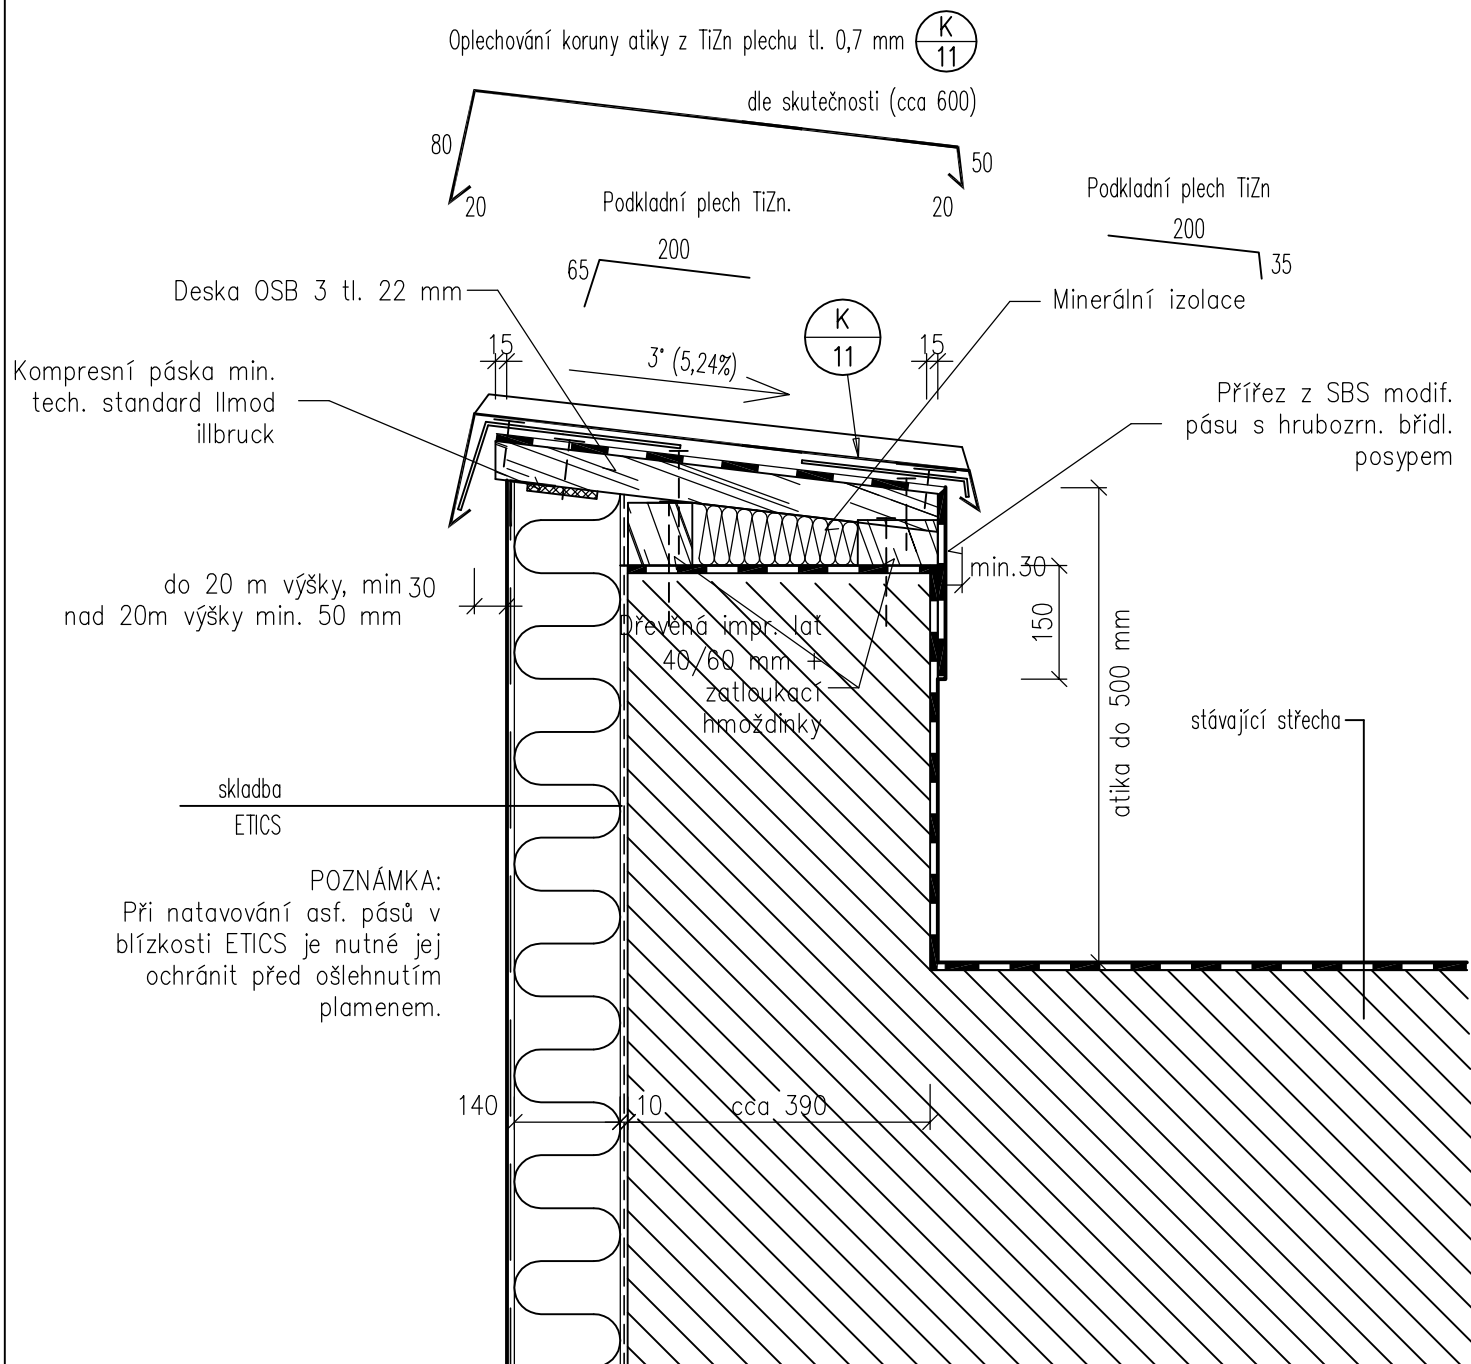 Oplechování koruny atiky z TiZn plechu tl. 0,7 mm
K
11
dle skutečnosti (cca 600)
80
50
20
20
Podkladní plech TiZn.
200
65
Podkladní plech TiZn
200
35
Deska OSB 3 tl. 22 mm
Minerální izolace
K
11
15
15
3° (5,24%)
Kompresní páska min.
tech. standard Ilmod
illbruck
Přířez z SBS modif.
pásu s hrubozrn. břidl.
posypem
do 20 m výšky, min 30
nad 20m výšky min. 50 mm
min.30
150
atika do 500 mm
Dřevěná impr. lať
40/60 mm +
zatloukací
hmoždinky
stávající střecha
skladba
ETICS
POZNÁMKA:
Při natavování asf. pásů v
blízkosti ETICS je nutné jej
ochránit před ošlehnutím
plamenem.
140
10
cca 390